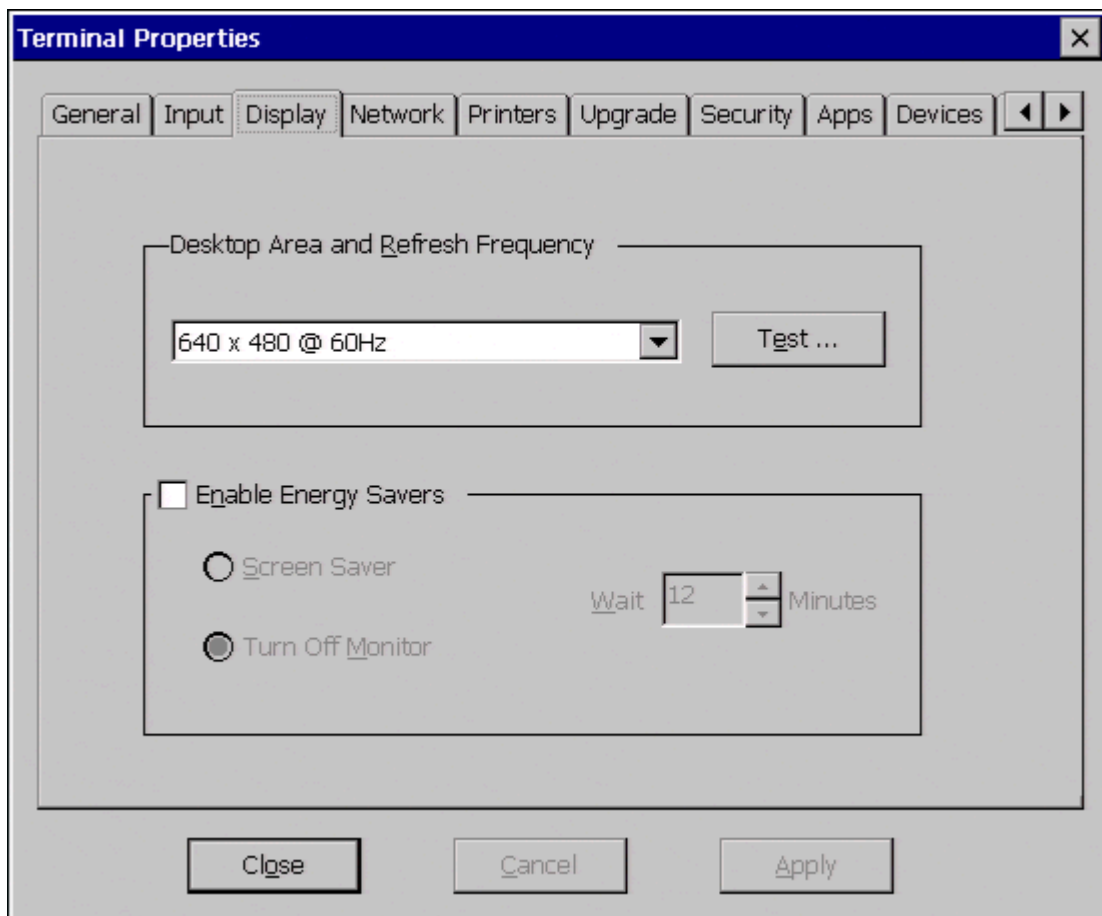 Terminal Properties
General Input Display Network Printers Upgrade Security Apps Devices
Desktop Area and Refresh Frequency
640 x 480 @ 60Hz
Test ...
Enable Energy Savers
Screen Saver
Wait 12 Minutes
Turn Off Monitor
Close Cancel Apply